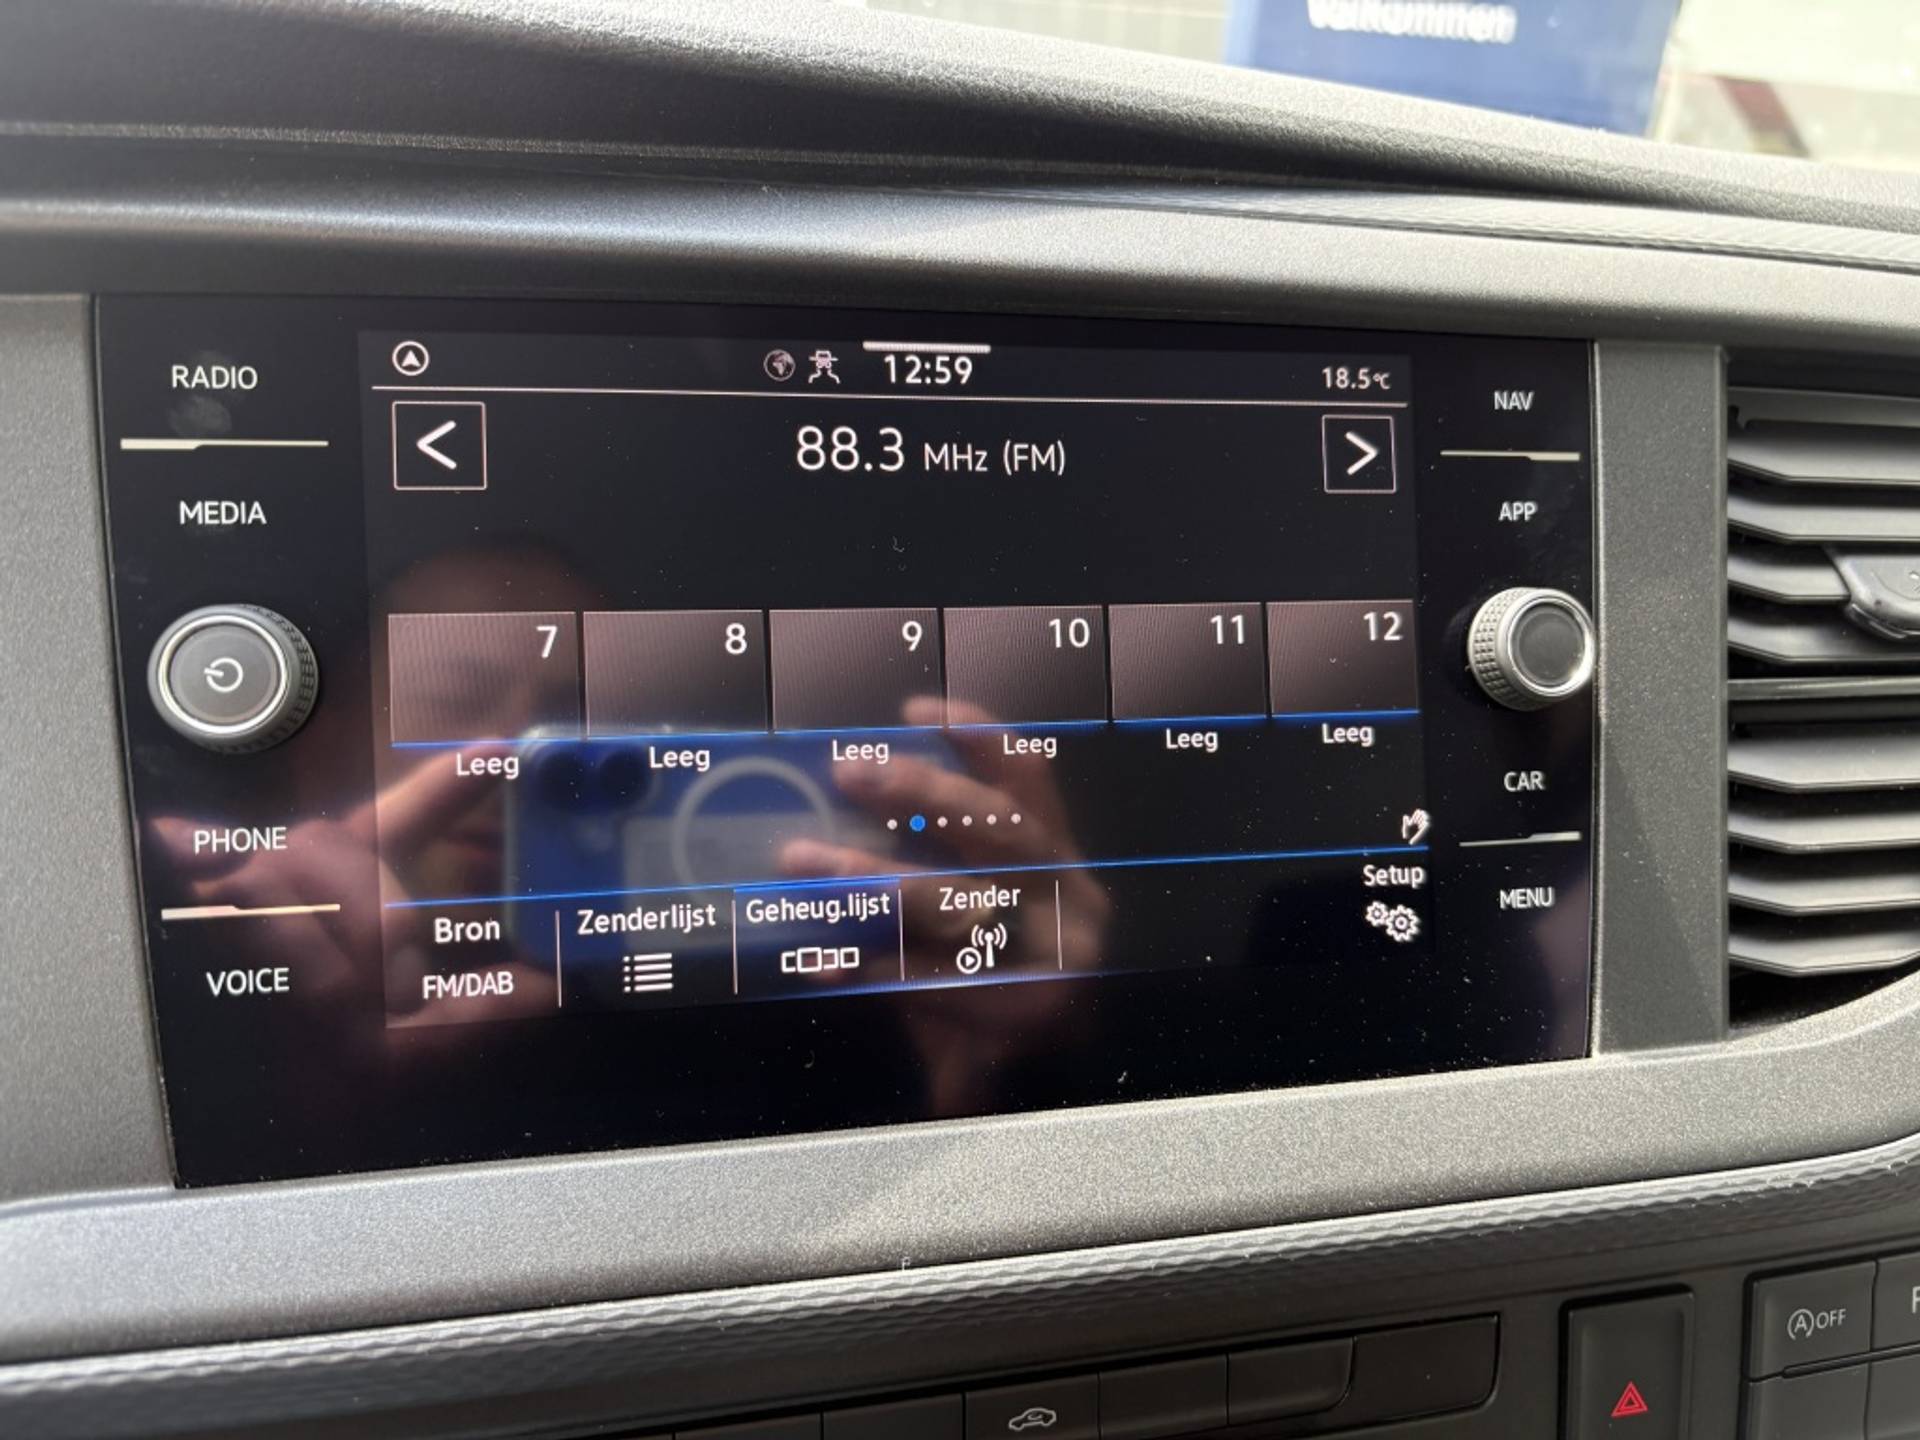 Välkommen
RADIO
MEDIA
PHONE
VOICE
12:59
18.5°C
< 88.3 MHz (FM) >
7 8 9 10 11 12
Leeg Leeg Leeg Leeg Leeg Leeg
Bron
FM/DAB
Zenderlijst
Geheug.lijst
Zender
Setup
NAV
APP
CAR
MENU
A OFF